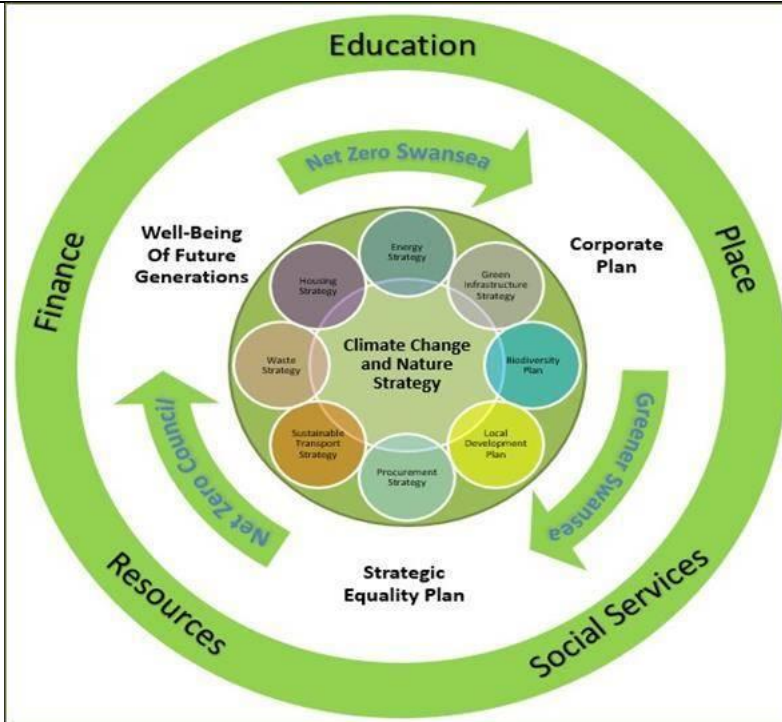 Education
Place
Social Services
Resources
Finance
Net Zero Swansea
Greener Swansea
Net Zero Council
Well-Being
Of Future
Generations
Corporate
Plan
Strategic
Equality Plan
Energy
Strategy
Green
Infrastructure
Strategy
Biodiversity
Plan
Local
Development
Plan
Procurement
Strategy
Sustainable
Transport
Strategy
Waste
Strategy
Housing
Strategy
Climate Change
and Nature
Strategy